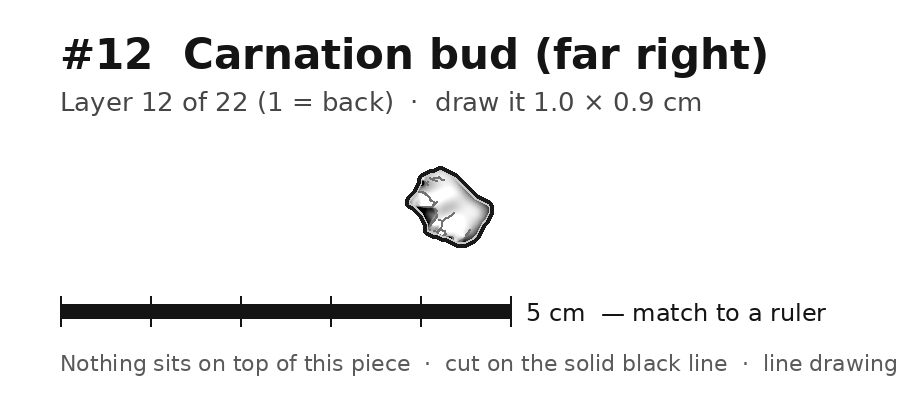 #12 Carnation bud (far right)
Layer 12 of 22 (1 = back) · draw it 1.0 × 0.9 cm
5 cm — match to a ruler
Nothing sits on top of this piece · cut on the solid black line · line drawing